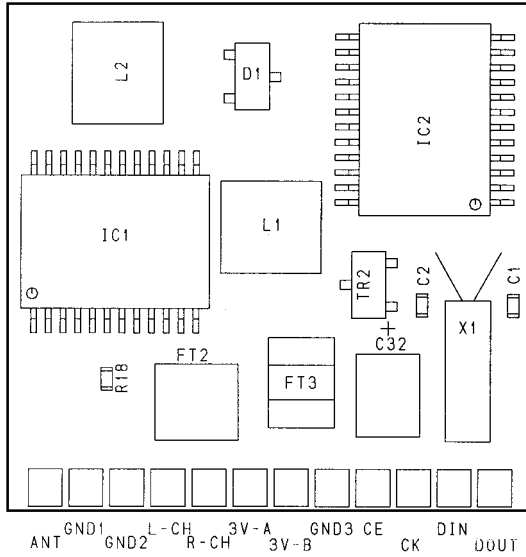 L2
D1
IC2
IC1
L1
TR2
C2
C1
X1
C32
FT2
R18
FT3
GND1 L-CH 3V-A GND3 CE DIN
ANT GND2 R-CH 3V-B CK DOUT